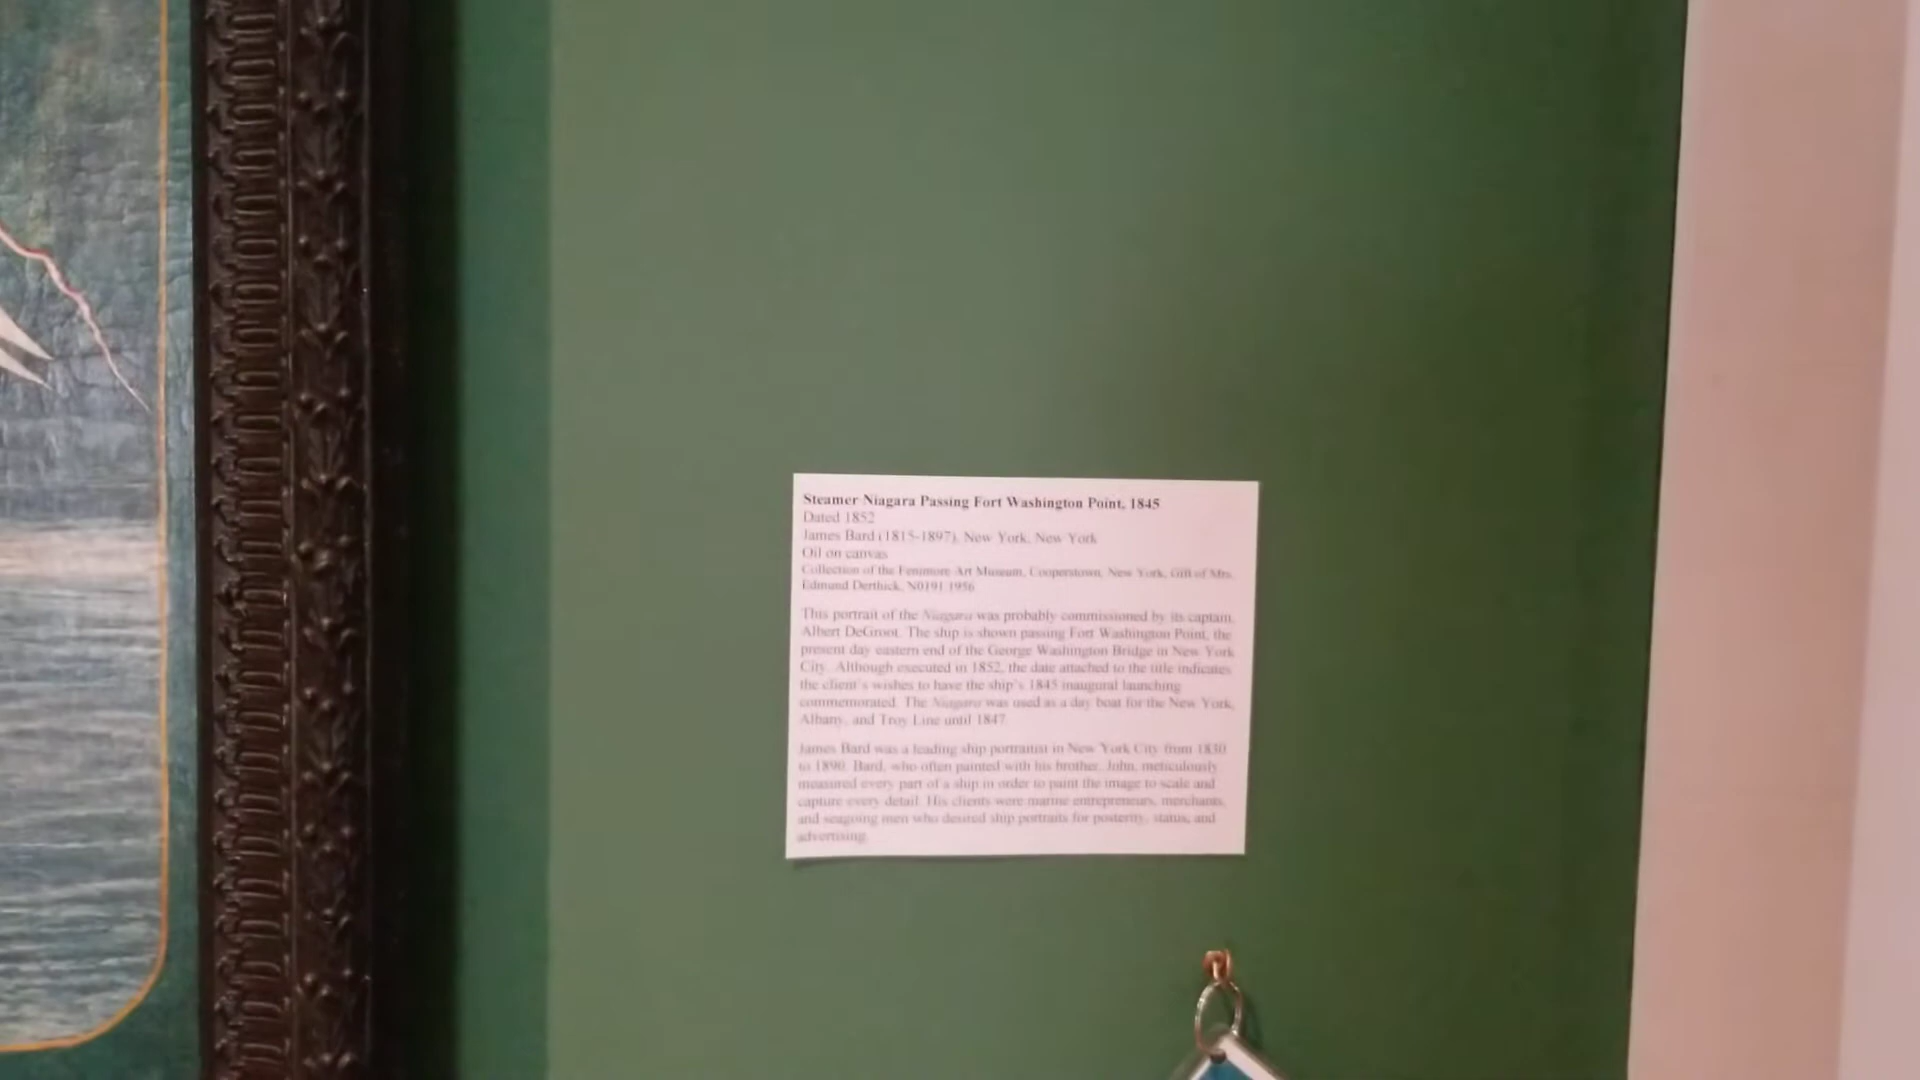 Steamer Niagara Passing Fort Washington Point, 1845
Dated 1852
James Bard (1815-1897), New York, New York
Oil on canvas
Collection of the Fenimore Art Museum, Cooperstown, New York, Gift of Mrs.
Edmund Derthick, N0191.1956
This portrait of the Niagara was probably commissioned by its captain,
Albert DeGroot. The ship is shown passing Fort Washington Point, the
present day eastern end of the George Washington Bridge in New York
City. Although executed in 1852, the date attached to the title indicates
the client's wishes to have the ship's 1845 inaugural launching
commemorated. The Niagara was used as a day boat for the New York,
Albany, and Troy Line until 1847.
James Bard was a leading ship portraitist in New York City from 1830
to 1890. Bard, who often painted with his brother, John, meticulously
measured every part of a ship in order to paint the image to scale and
capture every detail. His clients were marine entrepreneurs, merchants,
and seagoing men who desired ship portraits for posterity, status, and
advertising.